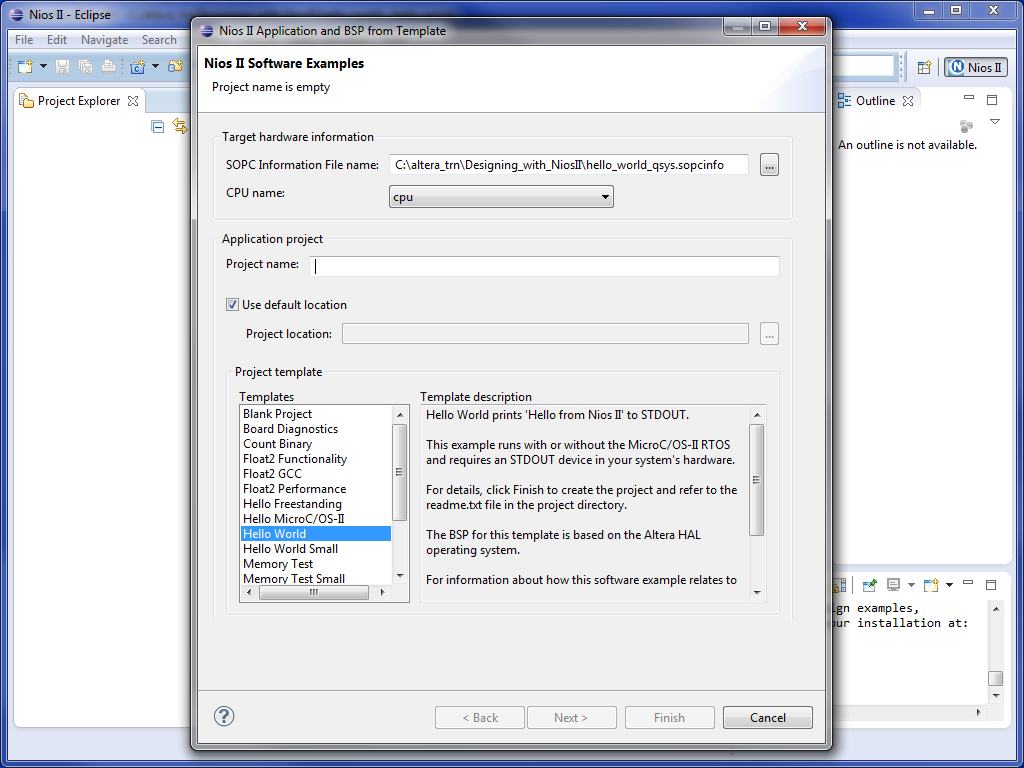 Nios II - Eclipse
File Edit Navigate Search
Nios II
Project Explorer
Outline
An outline is not available.
ign examples,
our installation at:
Nios II Application and BSP from Template
Nios II Software Examples
Project name is empty
Target hardware information
SOPC Information File name: C:\altera_trn\Designing_with_NiosII\hello_world_qsys.sopcinfo ...
CPU name: cpu
Application project
Project name:
Use default location
Project location: ...
Project template
Templates
Blank Project
Board Diagnostics
Count Binary
Float2 Functionality
Float2 GCC
Float2 Performance
Hello Freestanding
Hello MicroC/OS-II
Hello World
Hello World Small
Memory Test
Memory Test Small
Template description
Hello World prints 'Hello from Nios II' to STDOUT.
This example runs with or without the MicroC/OS-II RTOS
and requires an STDOUT device in your system's hardware.
For details, click Finish to create the project and refer to the
readme.txt file in the project directory.
The BSP for this template is based on the Altera HAL
operating system.
For information about how this software example relates to
? < Back Next > Finish Cancel